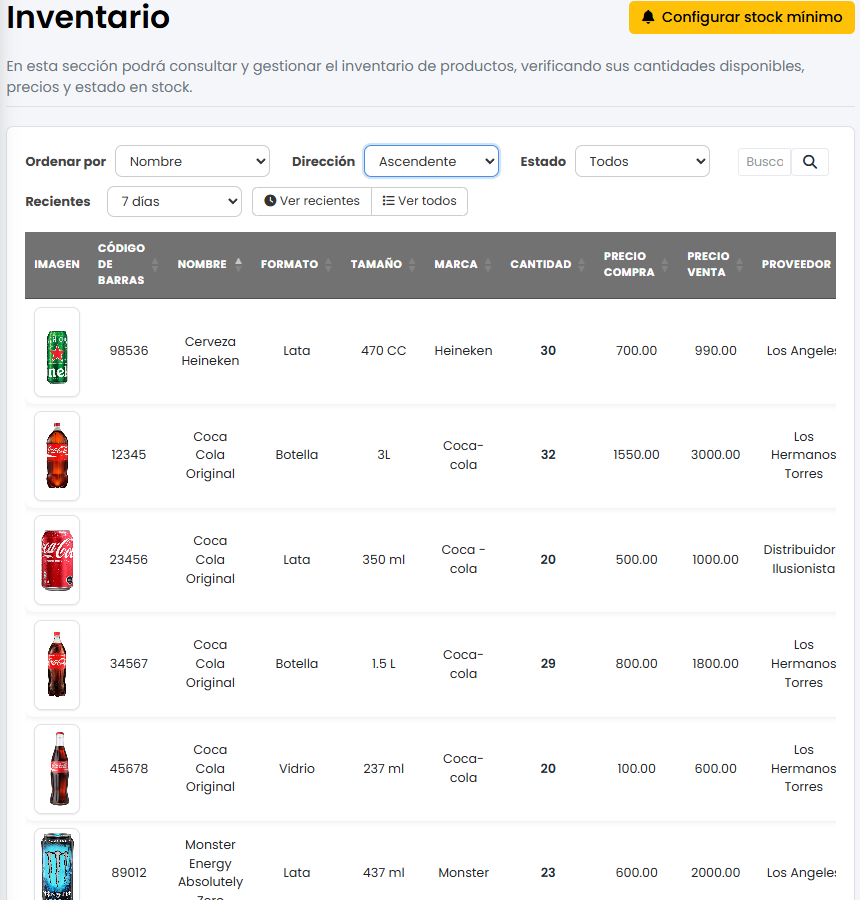 Inventario
Configurar stock mínimo
En esta sección podrá consultar y gestionar el inventario de productos, verificando sus cantidades disponibles,
precios y estado en stock.
Ordenar por Nombre Dirección Ascendente Estado Todos Busco
Recientes 7 días Ver recientes Ver todos
IMAGEN CÓDIGO DE BARRAS NOMBRE FORMATO TAMAÑO MARCA CANTIDAD PRECIO COMPRA PRECIO VENTA PROVEEDOR
98536 Cerveza Heineken Lata 470 CC Heineken 30 700.00 990.00 Los Angeles
12345 Coca Cola Original Botella 3L Coca-cola 32 1550.00 3000.00 Los Hermanos Torres
23456 Coca Cola Original Lata 350 ml Coca - cola 20 500.00 1000.00 Distribuidor Ilusionista
34567 Coca Cola Original Botella 1.5 L Coca-cola 29 800.00 1800.00 Los Hermanos Torres
45678 Coca Cola Original Vidrio 237 ml Coca-cola 20 100.00 600.00 Los Hermanos Torres
89012 Monster Energy Absolutely Lata 437 ml Monster 23 600.00 2000.00 Los Angeles